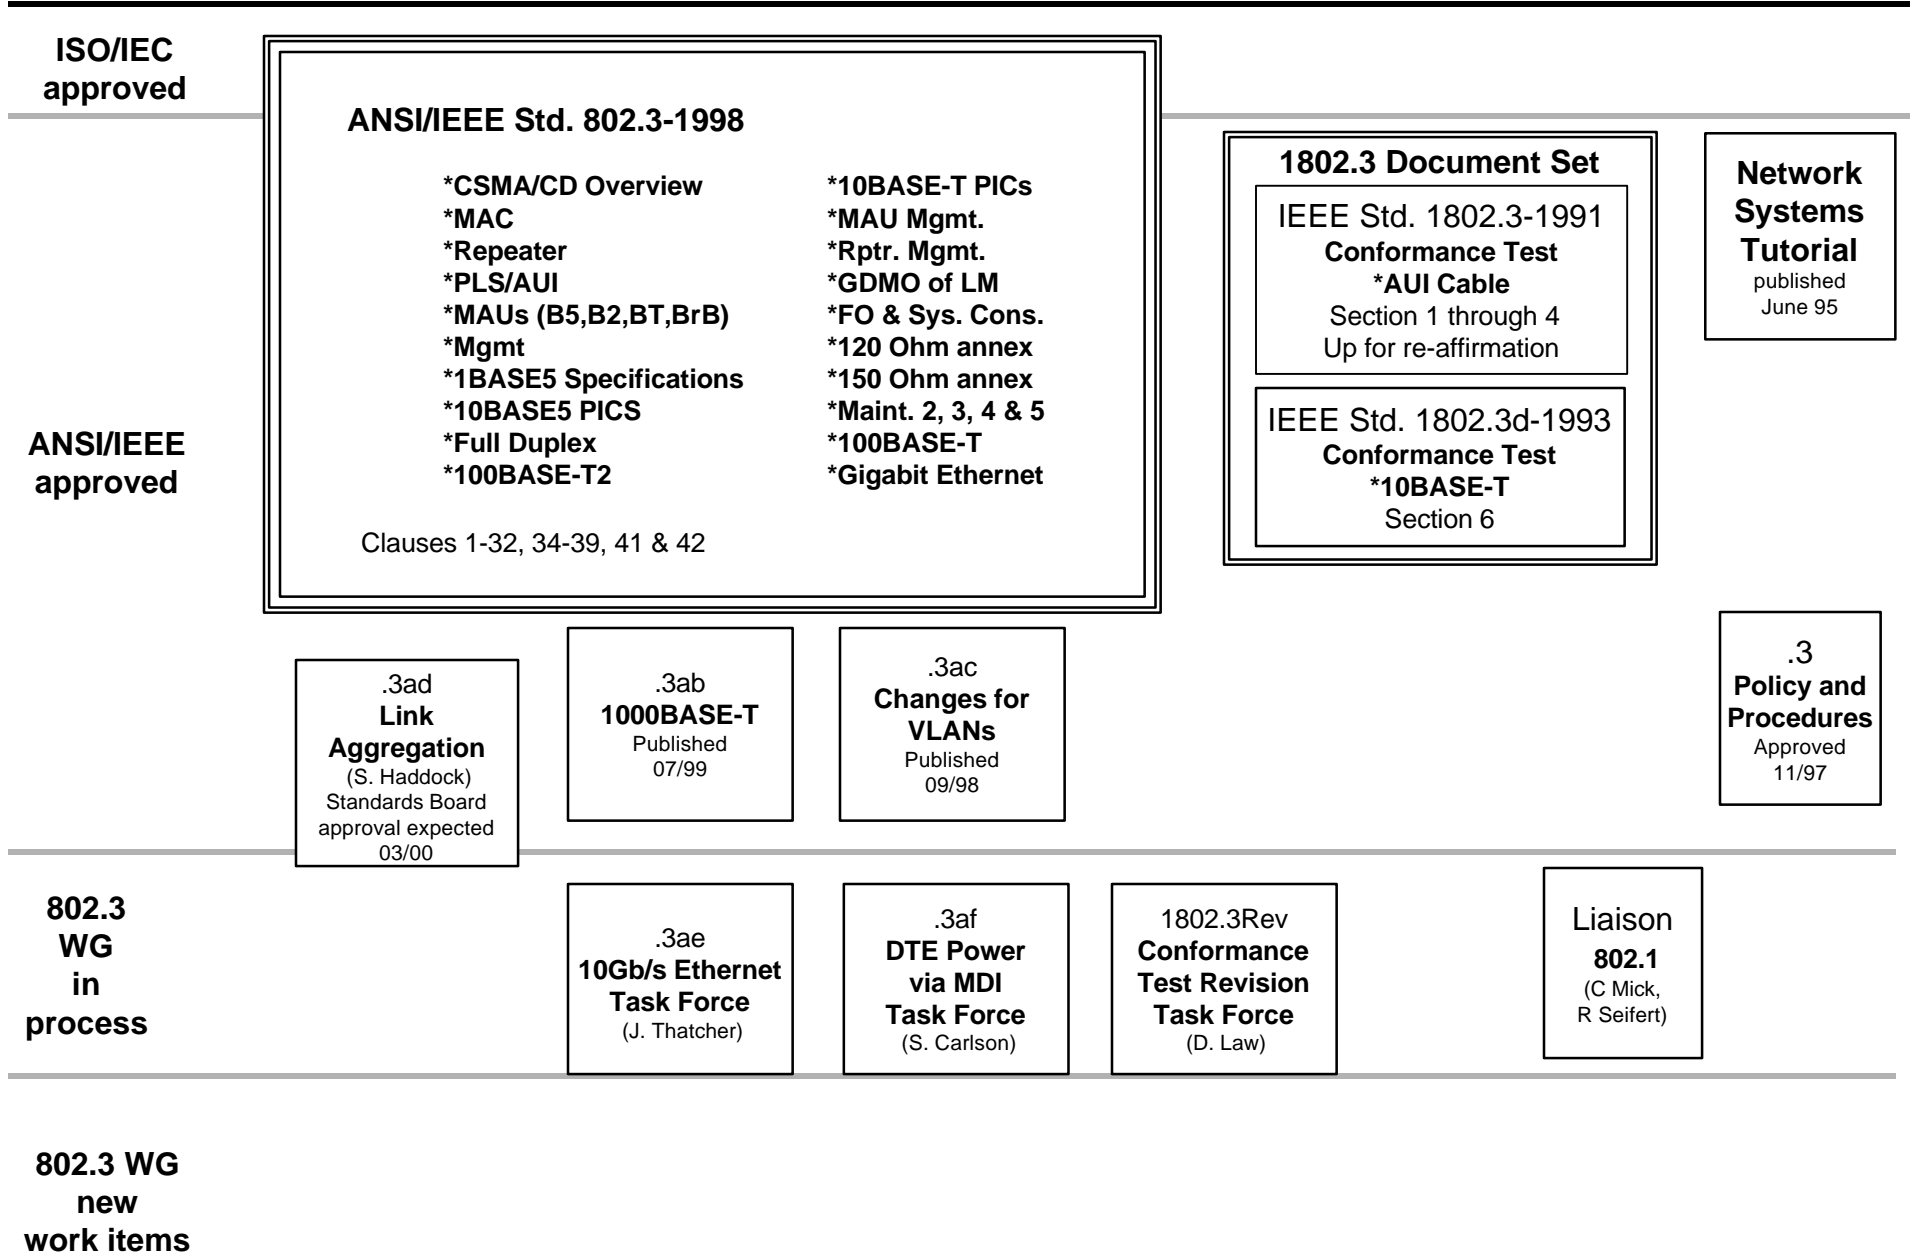 ISO/IEC
approved
ANSI/IEEE Std. 802.3-1998
*CSMA/CD Overview
*MAC
*Repeater
*PLS/AUI
*MAUs (B5,B2,BT,BrB)
*Mgmt
*1BASE5 Specifications
*10BASE5 PICS
*Full Duplex
*100BASE-T2
*10BASE-T PICs
*MAU Mgmt.
*Rptr. Mgmt.
*GDMO of LM
*FO & Sys. Cons.
*120 Ohm annex
*150 Ohm annex
*Maint. 2, 3, 4 & 5
*100BASE-T
*Gigabit Ethernet
Clauses 1-32, 34-39, 41 & 42
1802.3 Document Set
IEEE Std. 1802.3-1991
Conformance Test
*AUI Cable
Section 1 through 4
Up for re-affirmation
IEEE Std. 1802.3d-1993
Conformance Test
*10BASE-T
Section 6
Network
Systems
Tutorial
published
June 95
ANSI/IEEE
approved
.3ad
Link
Aggregation
(S. Haddock)
Standards Board
approval expected
03/00
.3ab
1000BASE-T
Published
07/99
.3ac
Changes for
VLANs
Published
09/98
.3
Policy and
Procedures
Approved
11/97
802.3
WG
in
process
.3ae
10Gb/s Ethernet
Task Force
(J. Thatcher)
.3af
DTE Power
via MDI
Task Force
(S. Carlson)
1802.3Rev
Conformance
Test Revision
Task Force
(D. Law)
Liaison
802.1
(C Mick,
R Seifert)
802.3 WG
new
work items